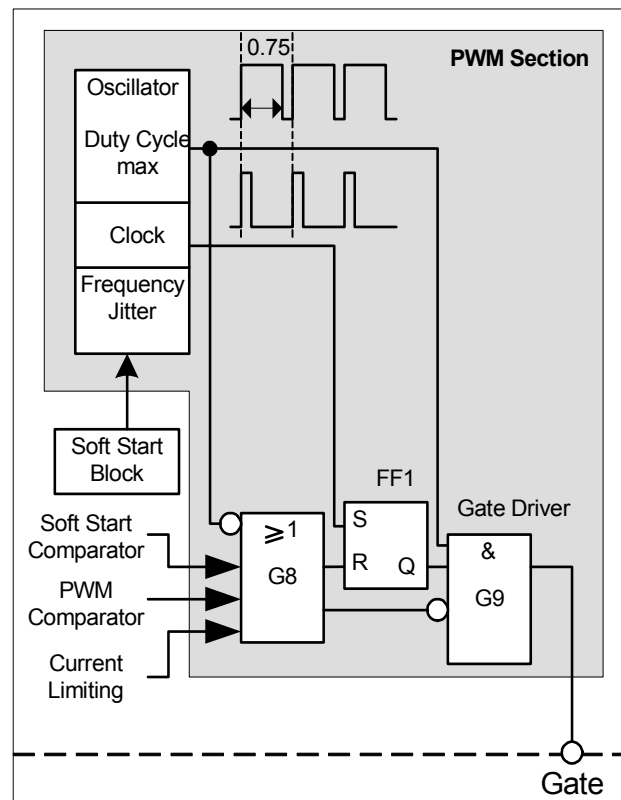 0.75
PWM Section
Oscillator
Duty Cycle
max
Clock
Frequency
Jitter
Soft Start
Block
FF1
Soft Start
Comparator
PWM
Comparator
Current
Limiting
≥1
G8
S
R
Q
Gate Driver
&
G9
Gate